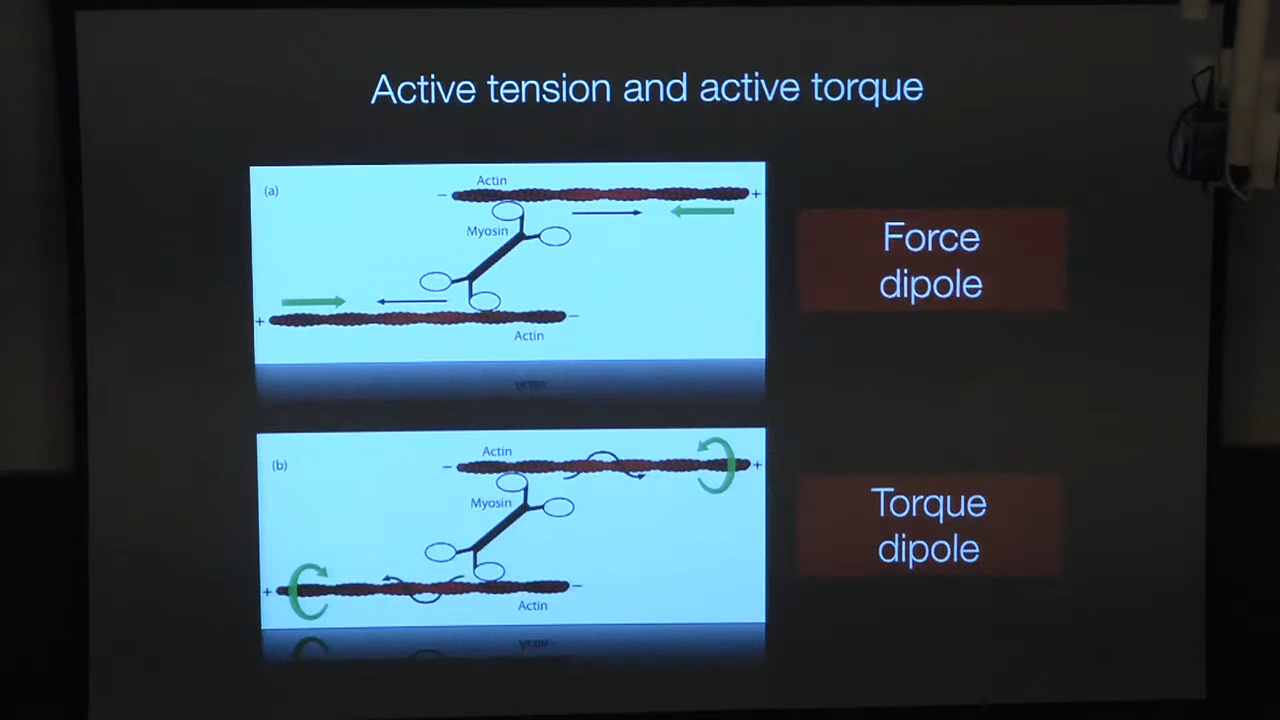 Active tension and active torque
(a)
Actin
− +
Myosin
+ −
Actin
Force
dipole
(b)
Actin
− +
Myosin
+ −
Actin
Torque
dipole